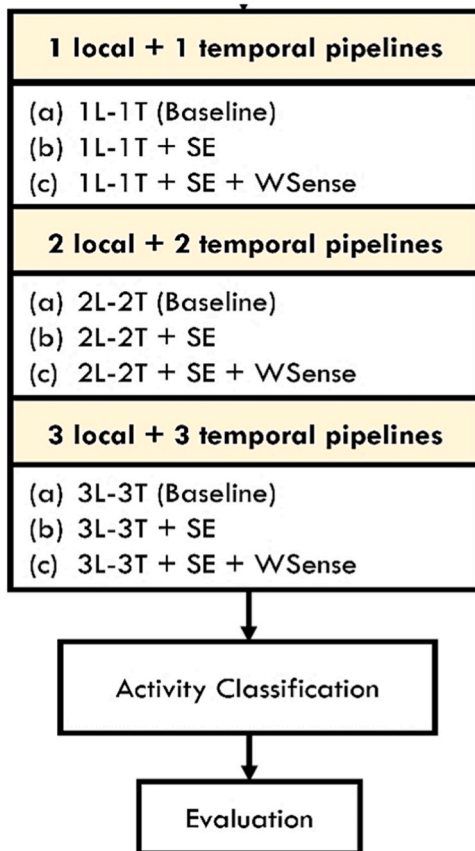 1 local + 1 temporal pipelines
(a) 1L-1T (Baseline)
(b) 1L-1T + SE
(c) 1L-1T + SE + WSense
2 local + 2 temporal pipelines
(a) 2L-2T (Baseline)
(b) 2L-2T + SE
(c) 2L-2T + SE + WSense
3 local + 3 temporal pipelines
(a) 3L-3T (Baseline)
(b) 3L-3T + SE
(c) 3L-3T + SE + WSense
Activity Classification
Evaluation